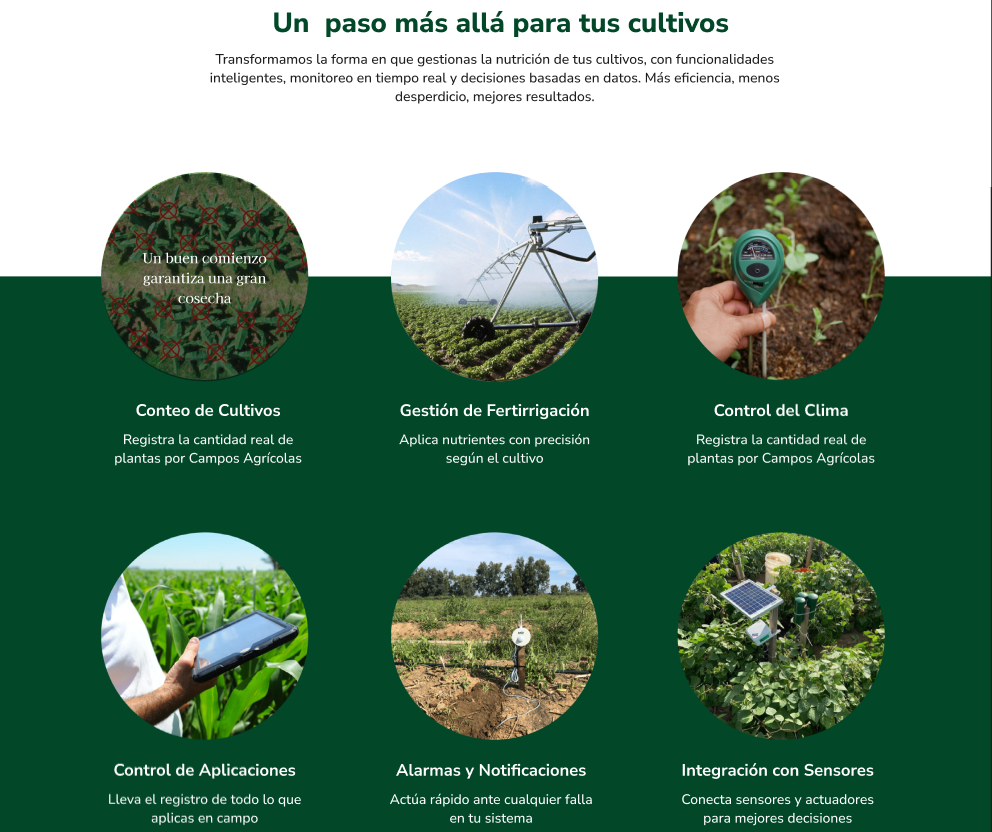 Un paso más allá para tus cultivos
Transformamos la forma en que gestionas la nutrición de tus cultivos, con funcionalidades
inteligentes, monitoreo en tiempo real y decisiones basadas en datos. Más eficiencia, menos
desperdicio, mejores resultados.
Un buen comienzo
garantiza una gran
cosecha
Conteo de Cultivos
Registra la cantidad real de
plantas por Campos Agrícolas
Gestión de Fertirrigación
Aplica nutrientes con precisión
según el cultivo
Control del Clima
Registra la cantidad real de
plantas por Campos Agrícolas
Control de Aplicaciones
Lleva el registro de todo lo que
aplicas en campo
Alarmas y Notificaciones
Actúa rápido ante cualquier falla
en tu sistema
Integración con Sensores
Conecta sensores y actuadores
para mejores decisiones